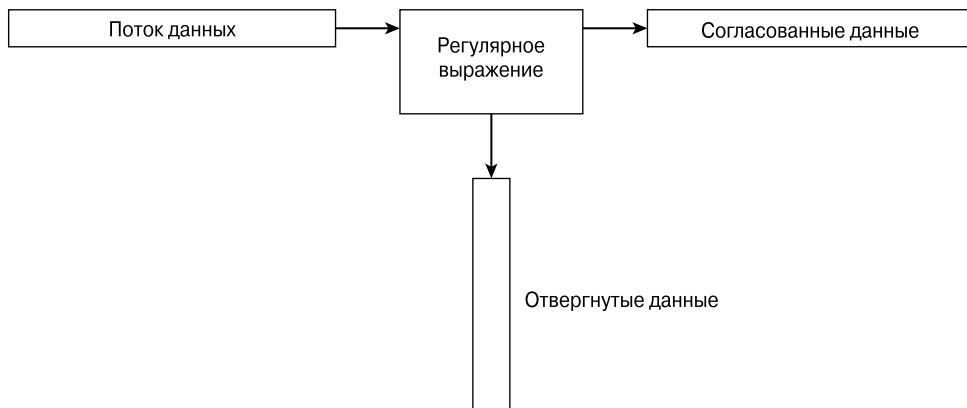 Поток данных
Регулярное
выражение
Согласованные данные
Отвергнутые данные